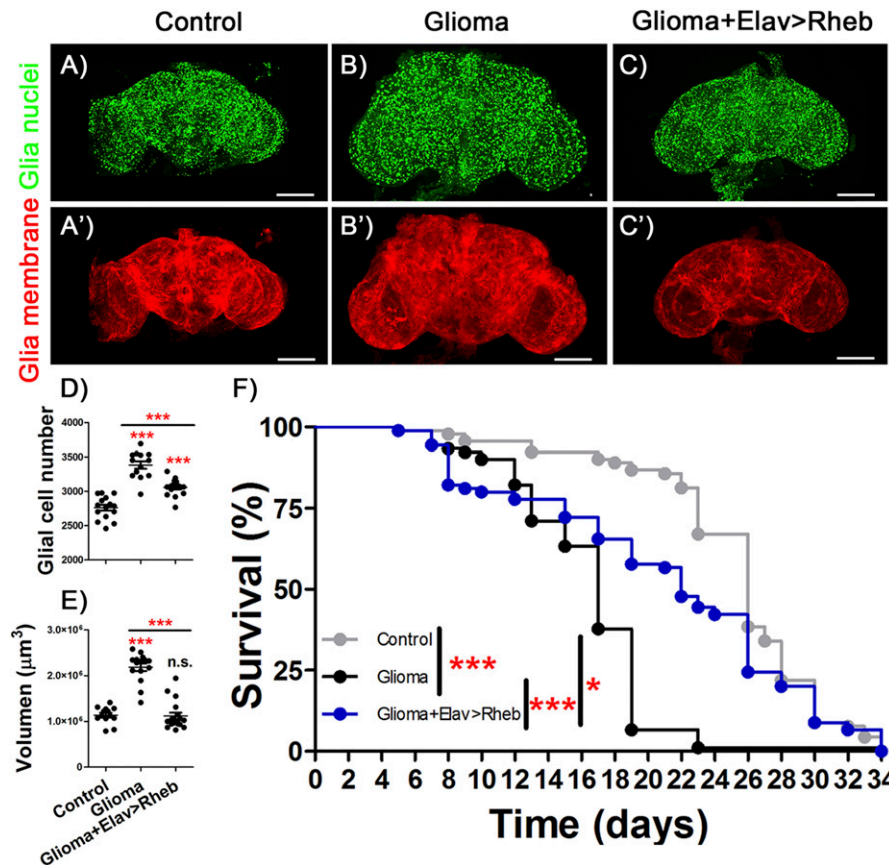 Control
Glioma
Glioma+Elav>Rheb
Glia nuclei
Glia membrane
A)
B)
C)
A')
B')
C')
D)
Glial cell number
4000
3500
3000
2500
2000
***
***
***
E)
Volumen (μm³)
3.0×10⁶
2.0×10⁶
1.0×10⁶
0
***
***
n.s.
Control
Glioma
Glioma+Elav>Rheb
F)
Survival (%)
100
75
50
25
0
Control
Glioma
Glioma+Elav>Rheb
***
***
*
0 2 4 6 8 10 12 14 16 18 20 22 24 26 28 30 32 34
Time (days)